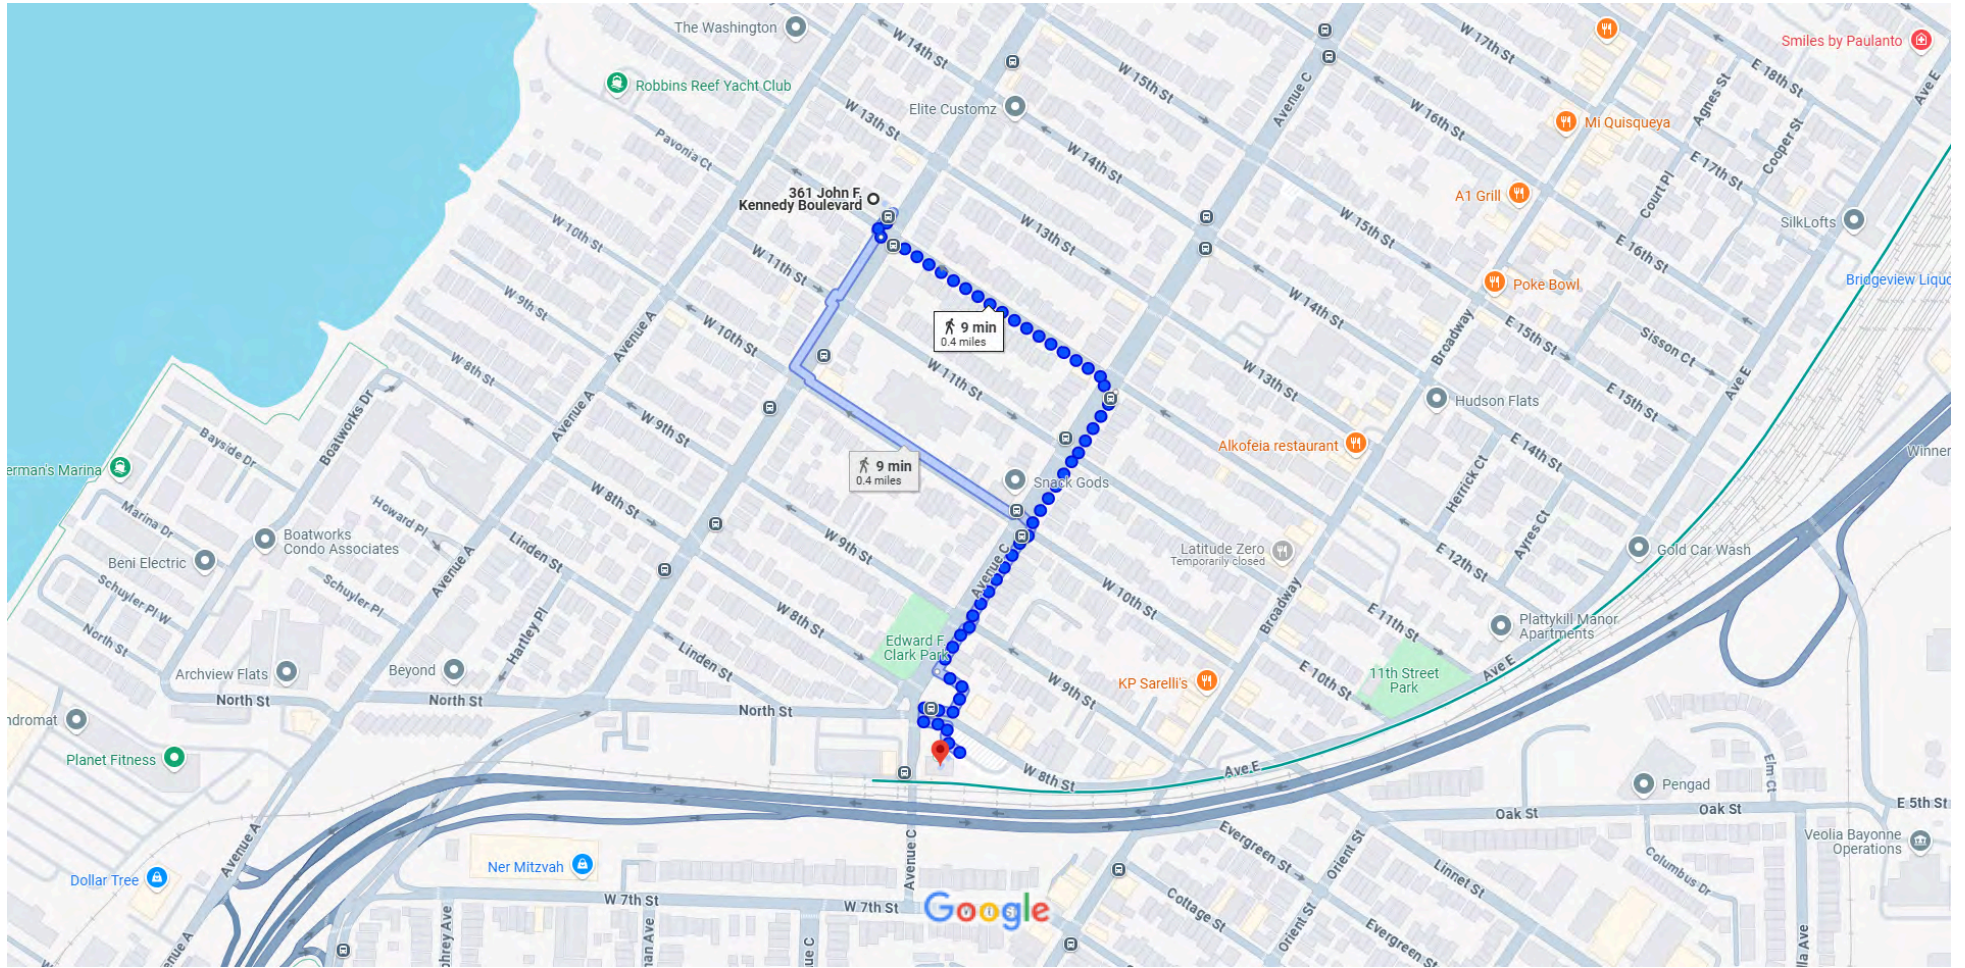 The Washington
W 14th St
W 17th St
Smiles by Paulanto
E 18th St
Ave E
Robbins Reef Yacht Club
W 15th St
Avenue C
Agnes St
Elite Customz
W 13th St
W 16th St
Mi Quisqueya
Cooper St
Pavonia Ct
W 14th St
E 17th St
361 John F.
Kennedy Boulevard
A1 Grill
Court Pl
SilkLofts
W 10th St
W 11th St
W 13th St
W 15th St
E 16th St
Poke Bowl
Bridgeview Liquo
W 9th St
Avenue A
W 10th St
9 min
0.4 miles
W 14th St
Broadway
E 15th St
Sisson Ct
W 8th St
W 11th St
W 13th St
Ave E
Boatworks Dr
Avenue A
W 9th St
Hudson Flats
E 15th St
Bayside Dr
Alkofeia restaurant
E 14th St
Winner
erman's Marina
9 min
0.4 miles
Snack Gods
Herrick Ct
Marina Dr
Howard Pl
W 8th St
W 9th St
Ayres Ct
Boatworks
Condo Associates
Linden St
Latitude Zero
Temporarily closed
Gold Car Wash
Beni Electric
Avenue A
Avenue C
E 12th St
Schuyler Pl W
Schuyler Pl
W 8th St
W 10th St
Broadway
E 11th St
Plattykill Manor
Apartments
North St
Hartley Pl
Linden St
Edward F
Clark Park
Archview Flats
Beyond
W 9th St
E 10th St
11th Street
Park
Ave E
KP Sarelli's
North St
North St
North St
ndromat
Planet Fitness
W 8th St
Ave E
Elm Ct
Pengad
Oak St
Oak St
E 5th St
Avenue A
Avenue C
Evergreen St
Orient St
Veolia Bayonne
Operations
Ner Mitzvah
Dollar Tree
Linnet St
Columbus Dr
W 7th St
W 7th St
Google
Cottage St
Orient St
Evergreen St
Avenue A